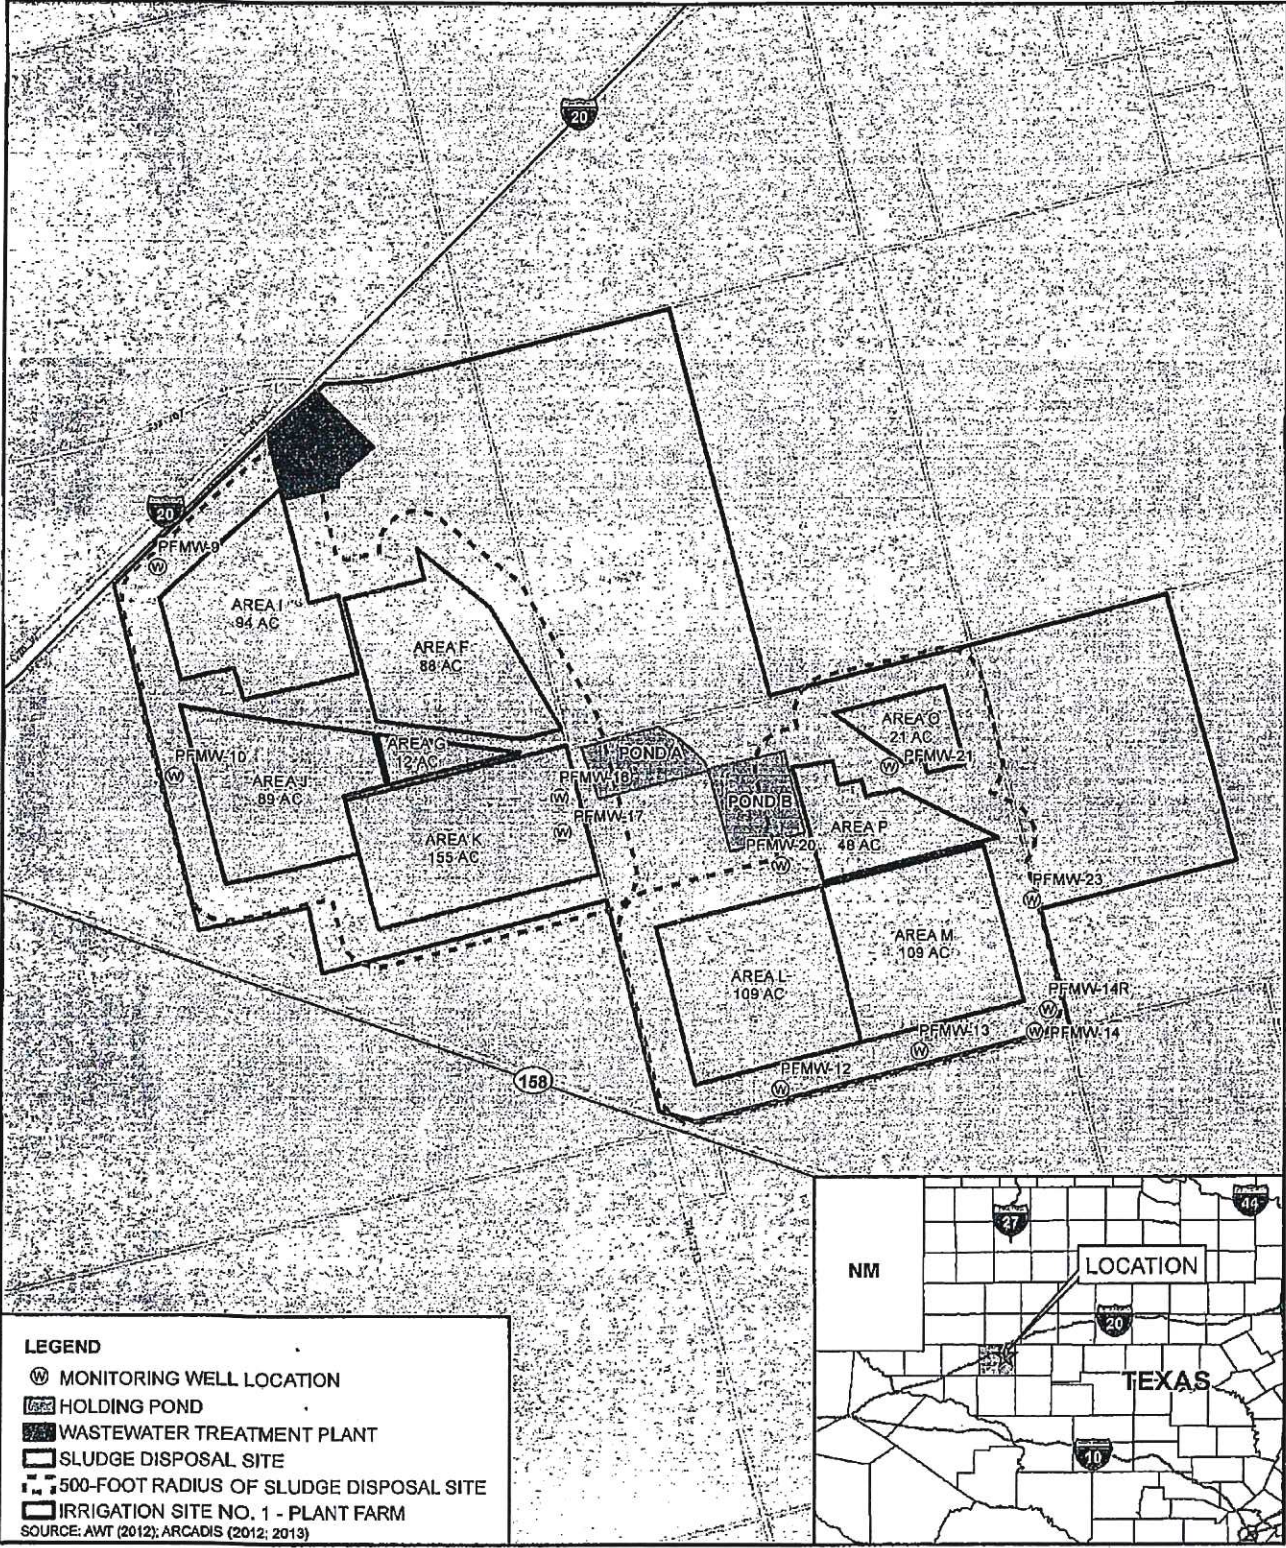 20
20
PFMW-9
AREA I
94 AC
AREA F
88 AC
AREA O
21 AC
PFMW-21
PFMW-10
AREA G
12 AC
POND A
AREA J
89 AC
PFMW-18
POND B
PFMW-17
AREA K
155 AC
AREA P
48 AC
PFMW-20
PFMW-23
AREA M
109 AC
AREA L
109 AC
PFMW-14R
PFMW-13
PFMW-14
PFMW-12
158
27
44
NM
LOCATION
20
TEXAS
10
LEGEND
W MONITORING WELL LOCATION
HOLDING POND
WASTEWATER TREATMENT PLANT
SLUDGE DISPOSAL SITE
500-FOOT RADIUS OF SLUDGE DISPOSAL SITE
IRRIGATION SITE NO. 1 - PLANT FARM
SOURCE: AWT (2012); ARCADIS (2012; 2013)